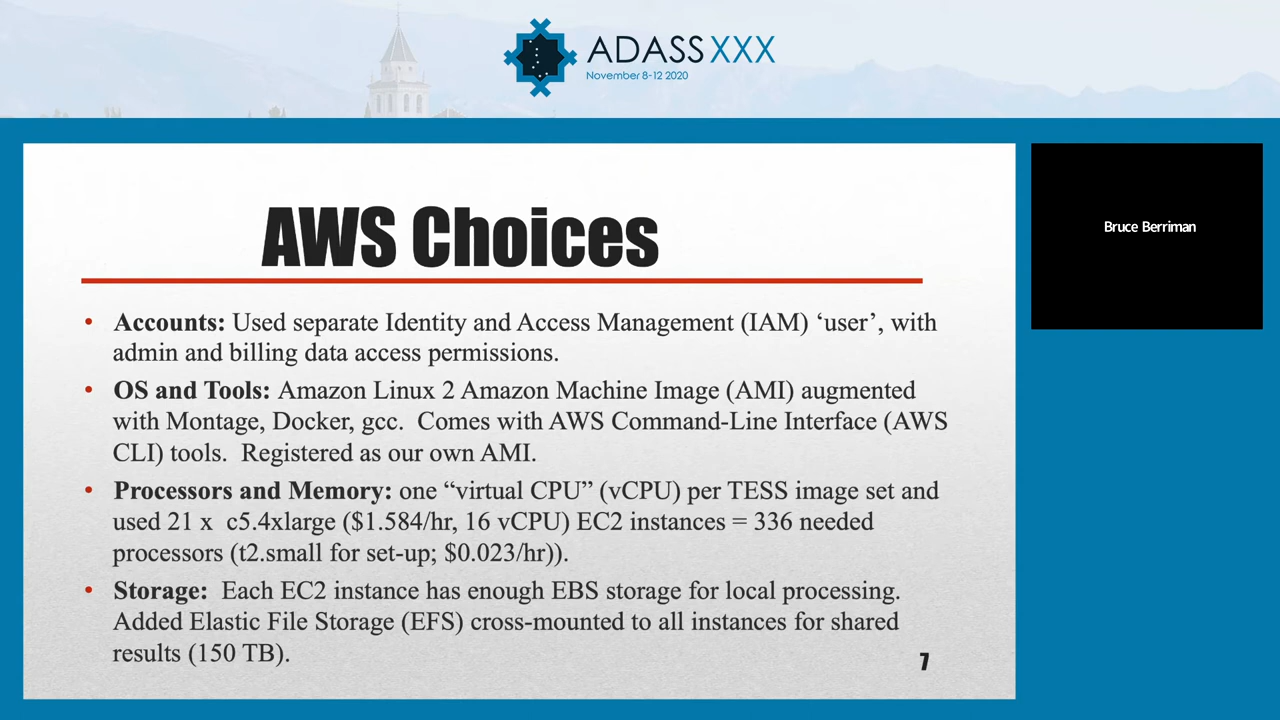 ADASS XXX
November 8-12 2020
AWS Choices
Bruce Berriman
• Accounts: Used separate Identity and Access Management (IAM) ‘user’, with
admin and billing data access permissions.
• OS and Tools: Amazon Linux 2 Amazon Machine Image (AMI) augmented
with Montage, Docker, gcc. Comes with AWS Command-Line Interface (AWS
CLI) tools. Registered as our own AMI.
• Processors and Memory: one “virtual CPU” (vCPU) per TESS image set and
used 21 x c5.4xlarge ($1.584/hr, 16 vCPU) EC2 instances = 336 needed
processors (t2.small for set-up; $0.023/hr)).
• Storage: Each EC2 instance has enough EBS storage for local processing.
Added Elastic File Storage (EFS) cross-mounted to all instances for shared
results (150 TB).
7